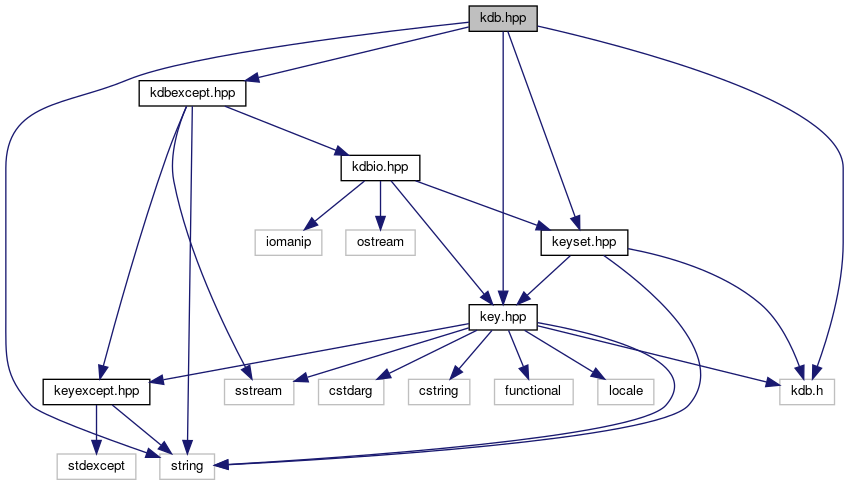 kdb.hpp
kdbexcept.hpp
kdbio.hpp
iomanip
ostream
keyset.hpp
key.hpp
keyexcept.hpp
sstream
cstdarg
cstring
functional
locale
kdb.h
stdexcept
string